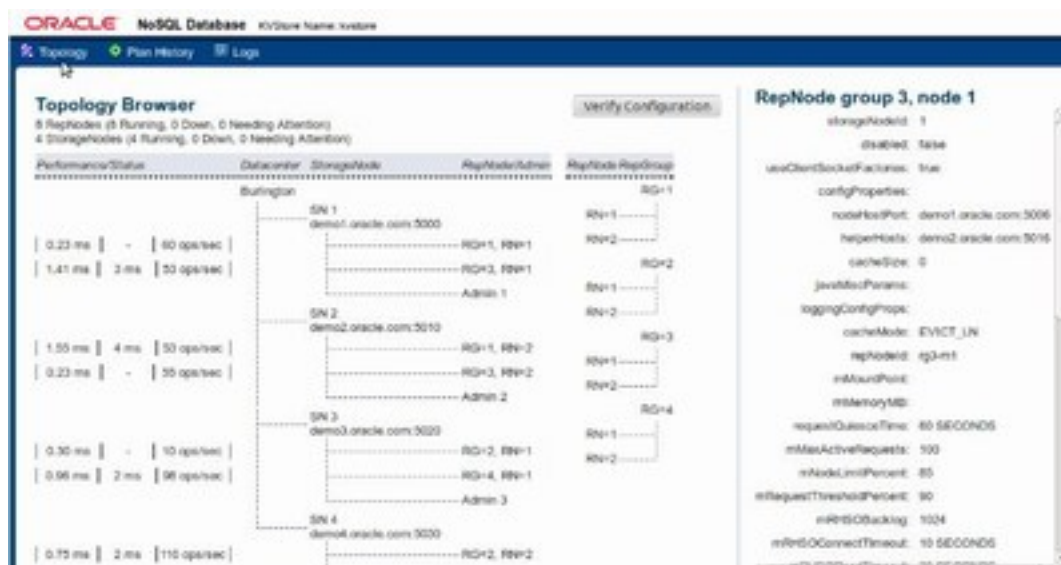 ORACLE NoSQL Database KVStore Name: kvstore
Topology Plan History Logs
Topology Browser
8 RepNodes (8 Running, 0 Down, 0 Needing Attention)
4 StorageNodes (4 Running, 0 Down, 0 Needing Attention)
Verify Configuration
Performance/Status Datacenter StorageNode RepNode/Admin RepNode RepGroup
Burlington
SN 1
demo1.oracle.com:5000
0.23 ms - 60 ops/sec RG=1, RN=1
1.41 ms 3 ms 53 ops/sec RG=3, RN=1
Admin 1
SN 2
demo2.oracle.com:5010
1.55 ms 4 ms 53 ops/sec RG=1, RN=2
0.23 ms - 55 ops/sec RG=3, RN=2
Admin 2
SN 3
demo3.oracle.com:5020
0.30 ms - 10 ops/sec RG=2, RN=1
0.96 ms 2 ms 98 ops/sec RG=4, RN=1
Admin 3
SN 4
demo4.oracle.com:5030
0.75 ms 2 ms 110 ops/sec RG=2, RN=2
RG=1
RN=1
RN=2
RG=2
RN=1
RN=2
RG=3
RN=1
RN=2
RG=4
RN=1
RN=2
RepNode group 3, node 1
storageNodeId: 1
disabled: false
useClientSocketFactories: true
configProperties:
nodeHostPort: demo1.oracle.com:5006
helperHosts: demo2.oracle.com:5016
cacheSize: 0
javaMiscParams:
loggingConfigProps:
cacheMode: EVICT_LN
repNodeId: rg3-rn1
rnMountPoint:
rnMemoryMB:
requestQuiesceTime: 60 SECONDS
rnMaxActiveRequests: 100
rnNodeLimitPercent: 85
rnRequestThresholdPercent: 90
rnRHSOBacklog: 1024
rnRHSOConnectTimeout: 10 SECONDS